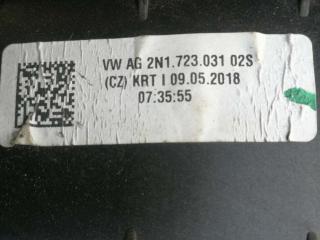 VW AG 2N1.723.031 02S
(CZ) KRT I 09.05.2018
07:35:55